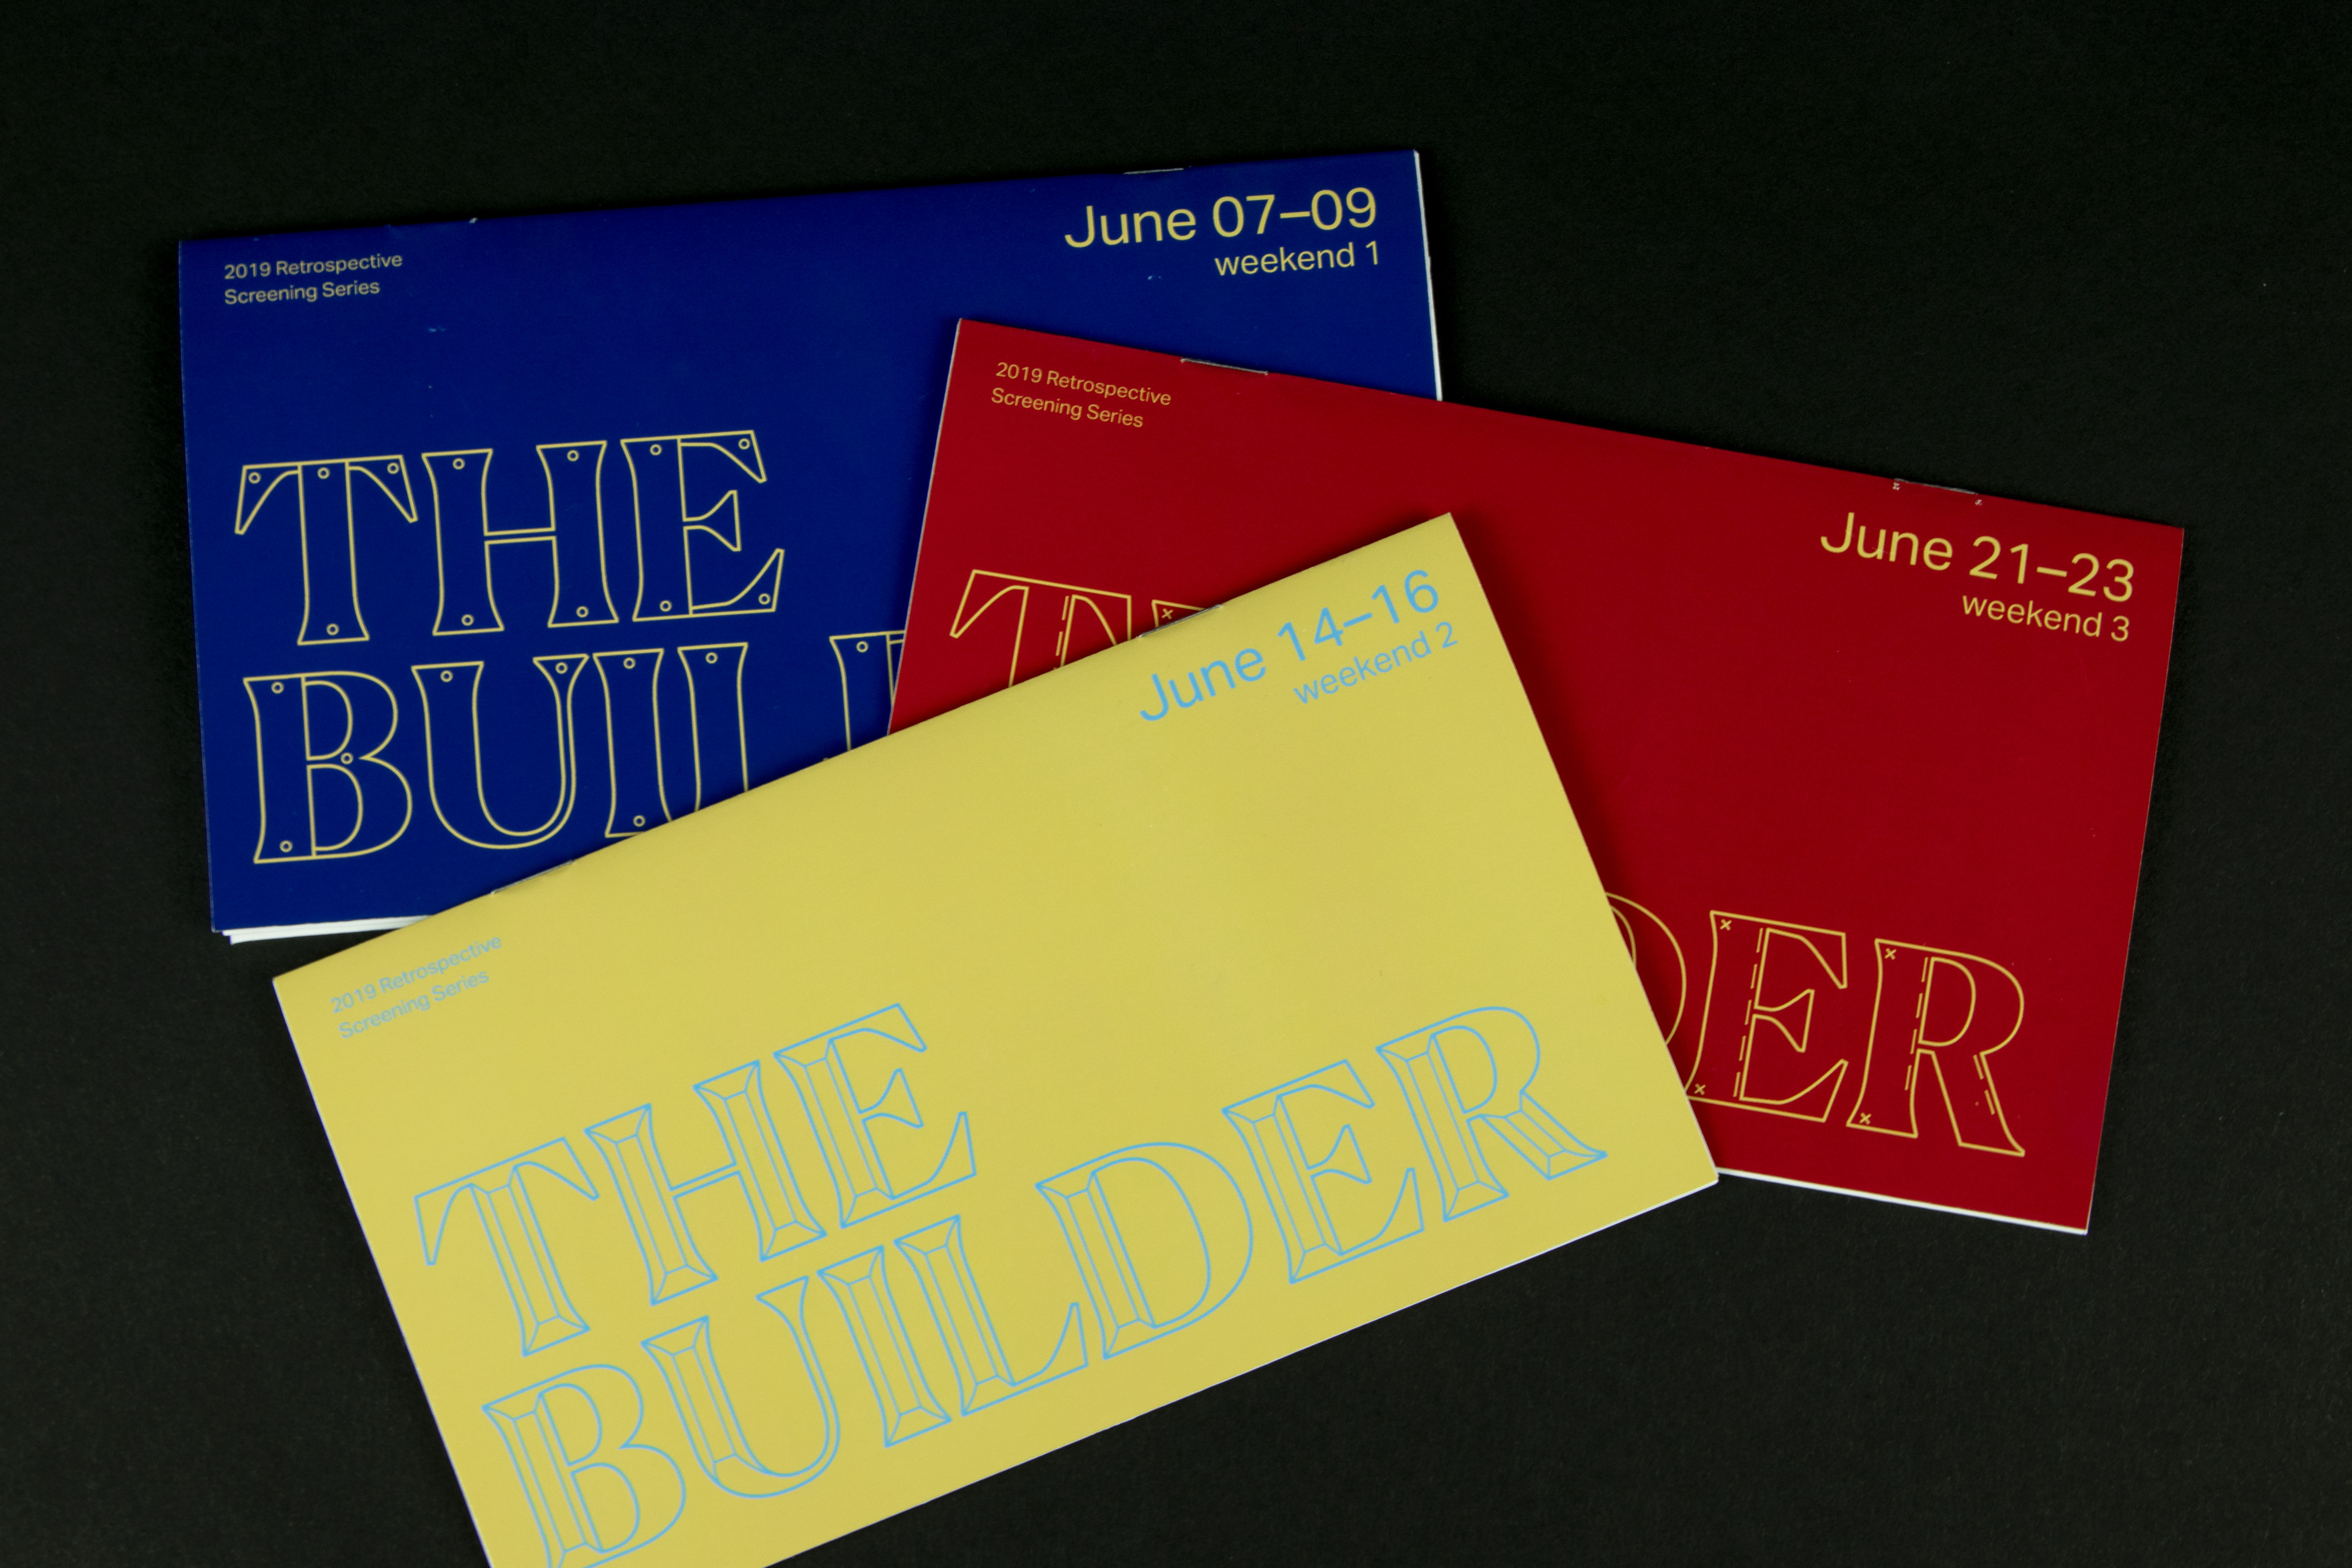 2019 Retrospective
Screening Series
June 07–09
weekend 1
THE
BUIL
2019 Retrospective
Screening Series
June 21–23
weekend 3
T
DER
2019 Retrospective
Screening Series
June 14–16
weekend 2
THE
BUILDER